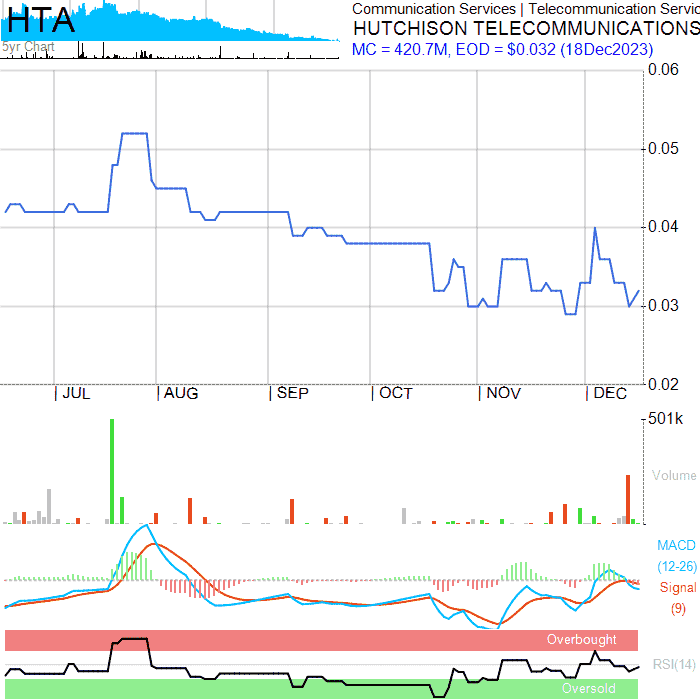 HTA
5yr Chart
Communication Services | Telecommunication Servic
HUTCHISON TELECOMMUNICATIONS
MC = 420.7M, EOD = $0.032 (18Dec2023)
0.06
0.05
0.04
0.03
0.02
JUL AUG SEP OCT NOV DEC
501k
Volume
MACD
(12-26)
Signal
(9)
Overbought
RSI(14)
Oversold